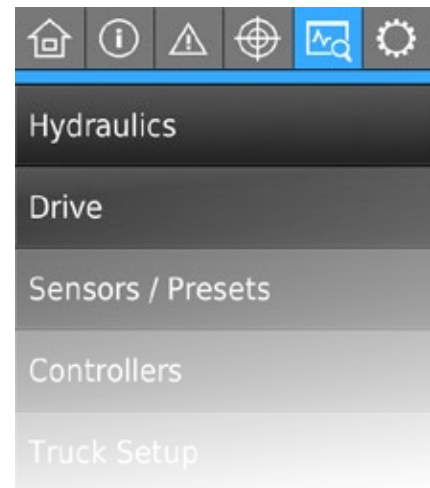 Hydraulics
Drive
Sensors / Presets
Controllers
Truck Setup